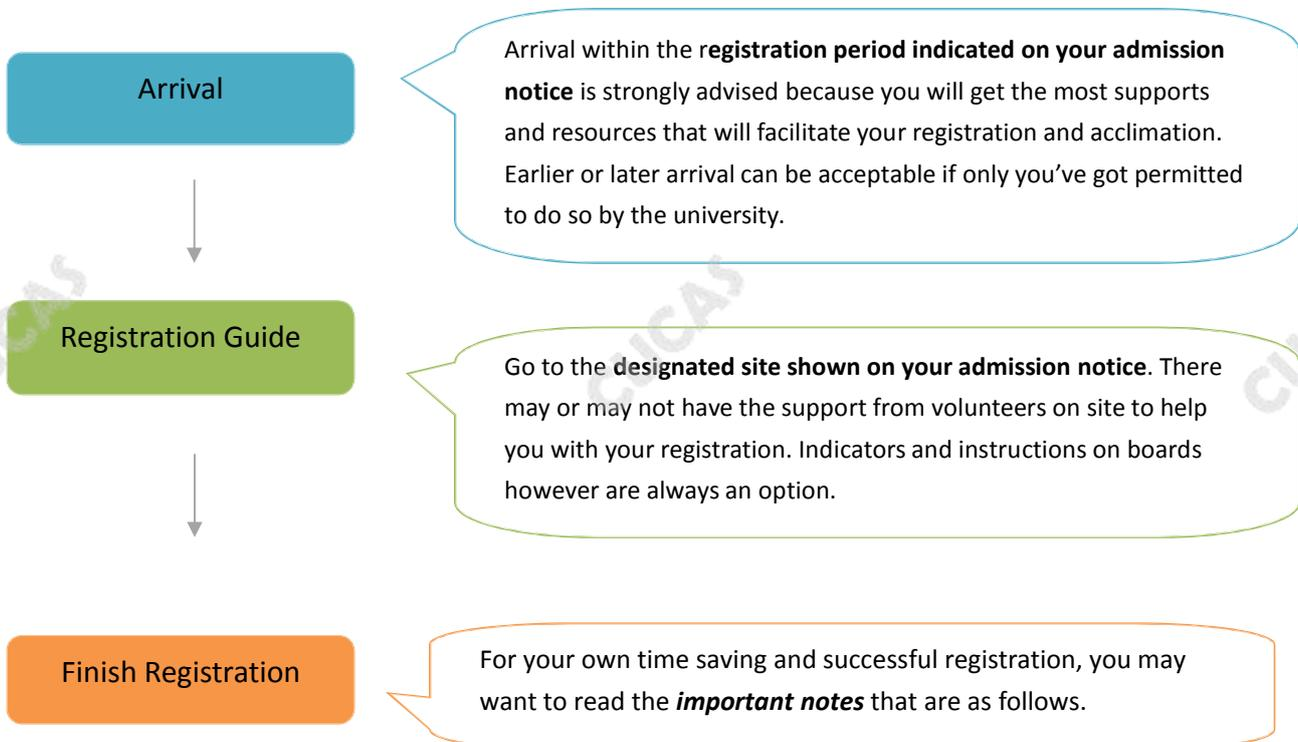 Arrival
Arrival within the registration period indicated on your admission
notice is strongly advised because you will get the most supports
and resources that will facilitate your registration and acclimation.
Earlier or later arrival can be acceptable if only you've got permitted
to do so by the university.
Registration Guide
Go to the designated site shown on your admission notice. There
may or may not have the support from volunteers on site to help
you with your registration. Indicators and instructions on boards
however are always an option.
Finish Registration
For your own time saving and successful registration, you may
want to read the important notes that are as follows.
CUCAS